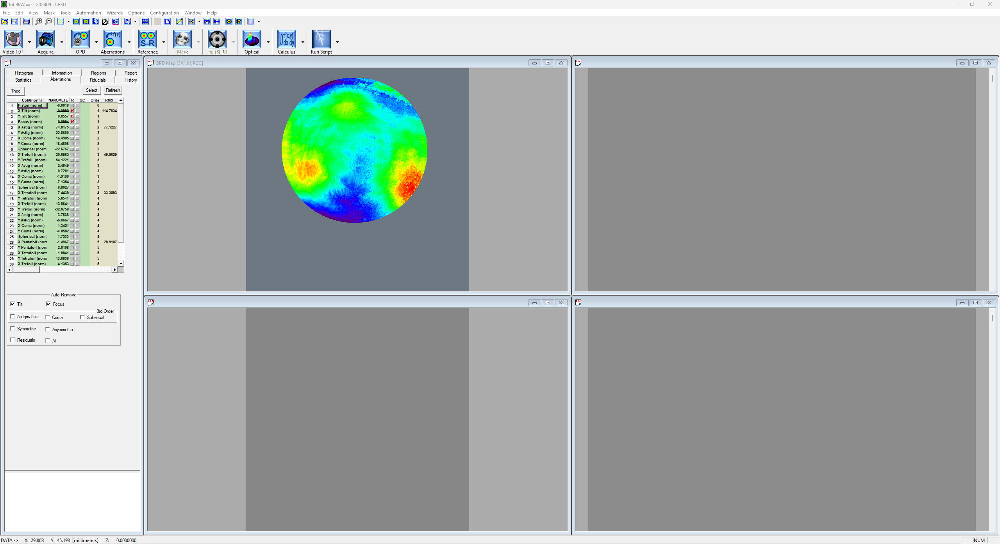 IntelliWave - 202409~1.ESD
File Edit View Mask Tools Automation Wizards Options Configuration Window Help
Video [ 0 ] Acquire OPD Aberrations Reference Mask Fid (S) [0] Optical Calculus Run Script
f(r) S-R ∫∫f(x,y) dx dy
OPD Map [3A1,M,PCG]
Histogram Information Regions Report
Statistics Aberrations Fiducials History
Theo Select Refresh
UofA(norm) NANOMETE R QC Orde RMS
1 Piston (norm) -0.0018 0
2 X Tilt (norm) -0.0990 1 114.7834
3 Y Tilt (norm) 0.0557 1
4 Focus (norm) 0.0994 1
5 X Astig (norm) 74.8175 2 77.1227
6 Y Astig (norm) 22.8600 2
7 X Coma (norm) 16.4985 2
8 Y Coma (norm) 18.4808 2
9 Spherical (norm -22.6767 2
10 X Trefoil (norm) -20.6965 3 49.9629
11 Y Trefoil. (norm) 54.1221 3
12 X Astig (norm) 2.4649 3
13 Y Astig (norm) 0.7201 3
14 X Coma (norm) -1.9190 3
15 Y Coma (norm) -7.1354 3
16 Spherical (norm 6.8027 3
17 X Tetrafoil (norm -7.4439 4 33.3593
18 Y Tetrafoil (norm 5.6541 4
19 X Trefoil (norm) -13.8641 4
20 Y Trefoil (norm) -32.0758 4
21 X Astig (norm) -3.7838 4
22 Y Astig (norm) -6.0667 4
23 X Coma (norm) 1.3451 4
24 Y Coma (norm) -4.0582 4
25 Spherical (norm 1.7533 4
26 X Pentafoil (norr -1.4967 5 28.9107
27 Y Pentafoil (norn 2.0108 5
28 X Tetrafoil (norm 1.8841 5
29 Y Tetrafoil (norm 13.0836 5
30 X Trefoil (norm) -4.1353 5
Auto Remove
Tilt Focus
3rd Order
Astigmatism Coma Spherical
Symmetric Asymmetric
Residuals All
DATA -> X: 29.808 Y: 45.198 [millimeters] Z: 0.0000000 NUM